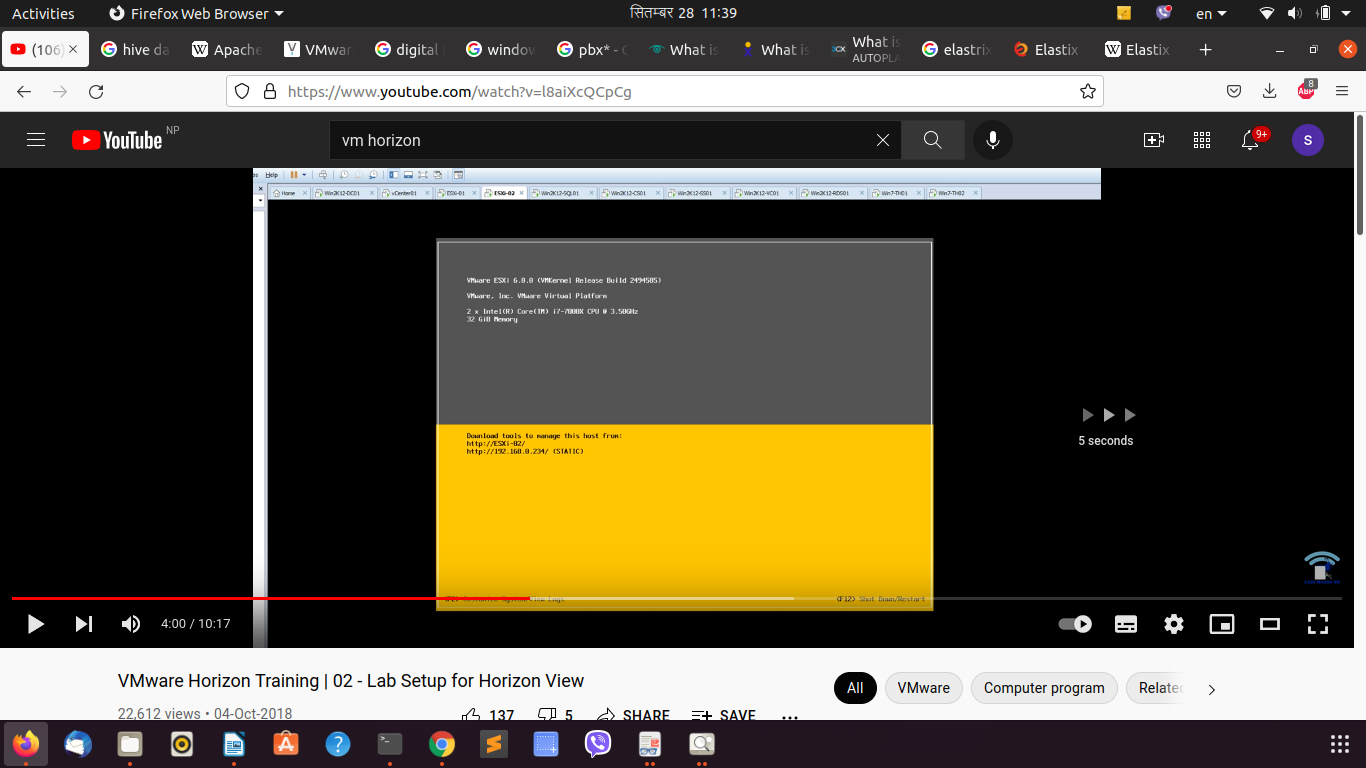 Activities Firefox Web Browser सितम्बर 28 11:39 en
(106) hive da Apache VMwar digital window pbx* - G What is What is What is elastrix Elastix Elastix
AUTOPLA
https://www.youtube.com/watch?v=l8aiXcQCpCg ABP 8
YouTube NP vm horizon 9+ S
Help
Home Win2K12-DC01 vCenter01 ESXi-01 ESXi-02 Win2K12-SQL01 Win2K12-CS01 Win2K12-SS01 Win2K12-VC01 Win2K12-RDS01 Win7-TH01 Win7-TH02
VMware ESXi 6.0.0 (VMKernel Release Build 2494585)
VMware, Inc. VMware Virtual Platform
2 x Intel(R) Core(TM) i7-7800X CPU @ 3.50GHz
32 GiB Memory
5 seconds
Download tools to manage this host from:
http://ESXi-02/
http://192.168.0.234/ (STATIC)
View Logs <F12> Shut Down/Restart
4:00 / 10:17
VMware Horizon Training | 02 - Lab Setup for Horizon View
All VMware Computer program Relate
22,612 views • 04-Oct-2018 137 5 SHARE SAVE